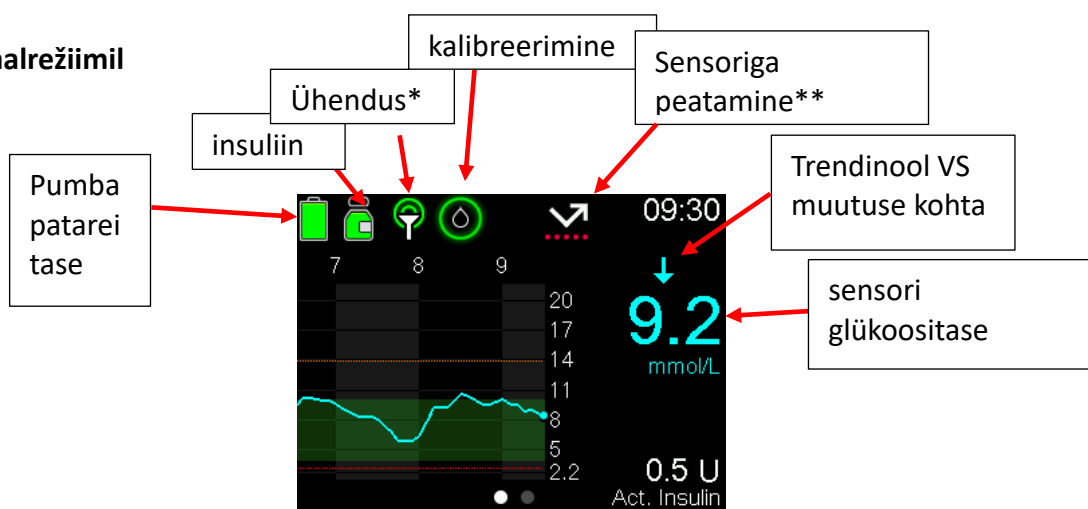 nalrežiimil
kalibreerimine
Sensoriga
peatamine**
Ühendus*
insuliin
Trendinool VS
muutuse kohta
Pumba
patarei
tase
sensori
glükoositase
09:30
7 8 9
20
17
14
11
8
5
2.2
9.2
mmol/L
0.5 U
Act. Insulin